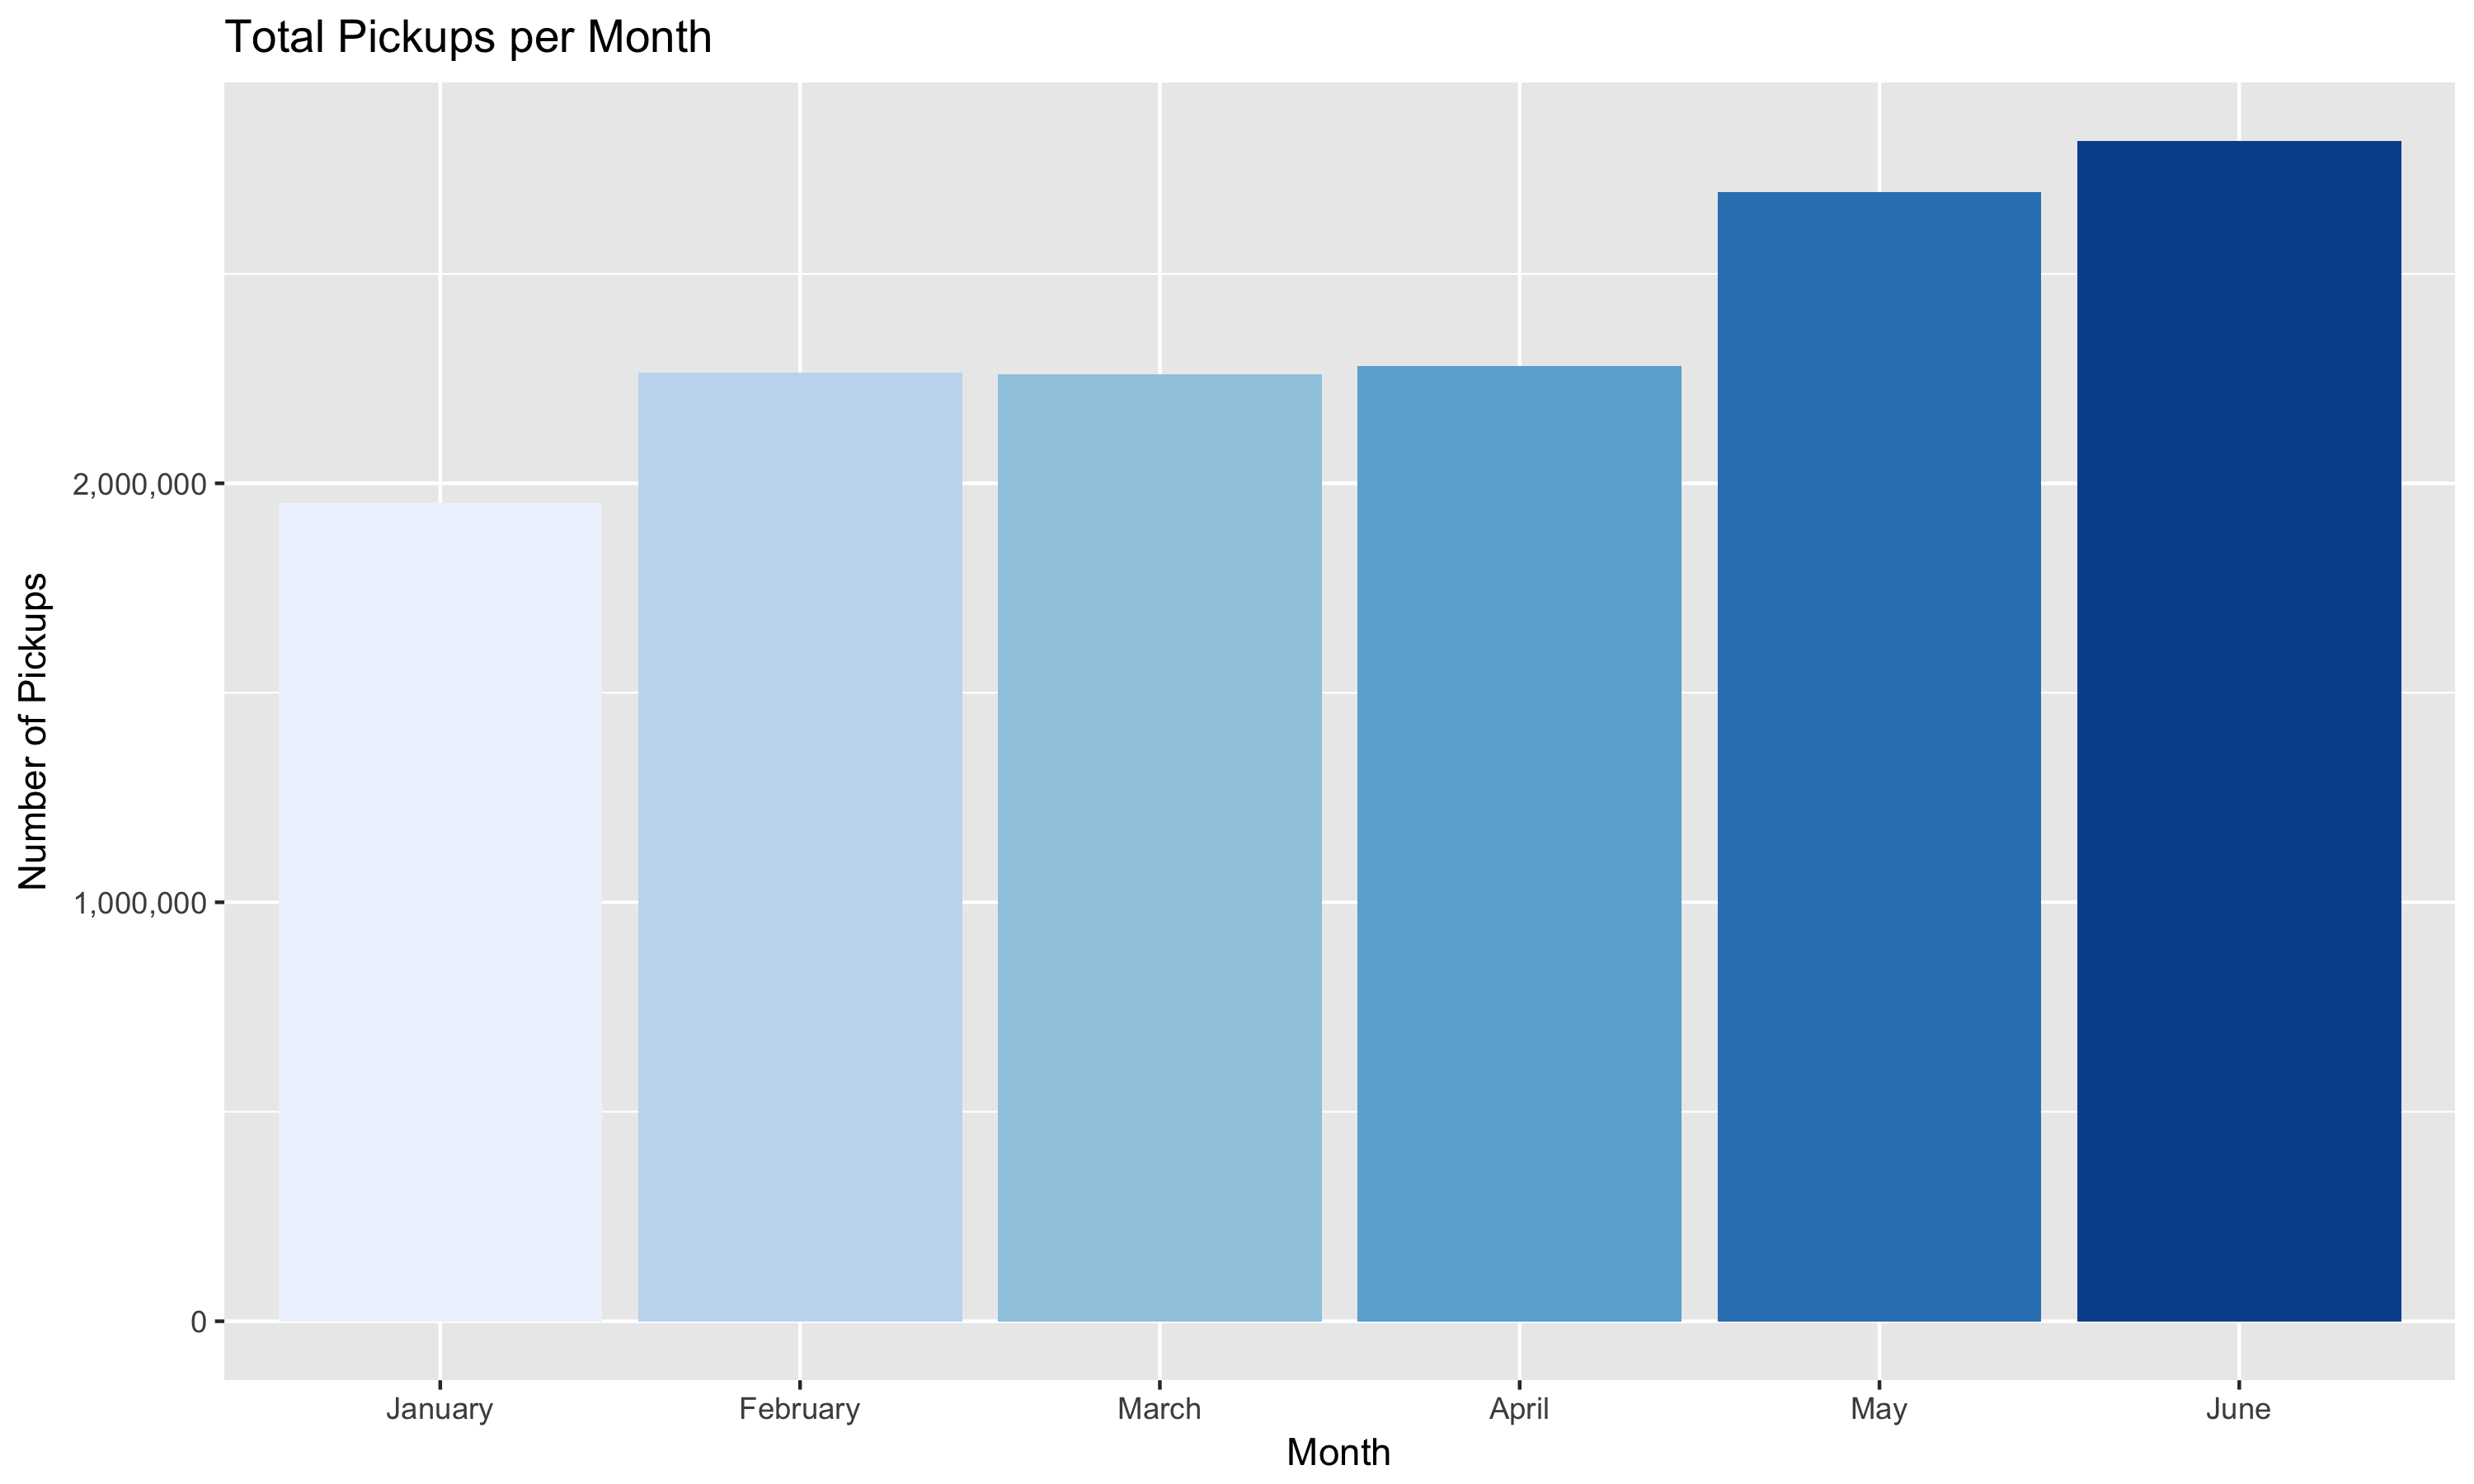 Total Pickups per Month
Number of Pickups
2,000,000
1,000,000
0
January
February
March
April
May
June
Month